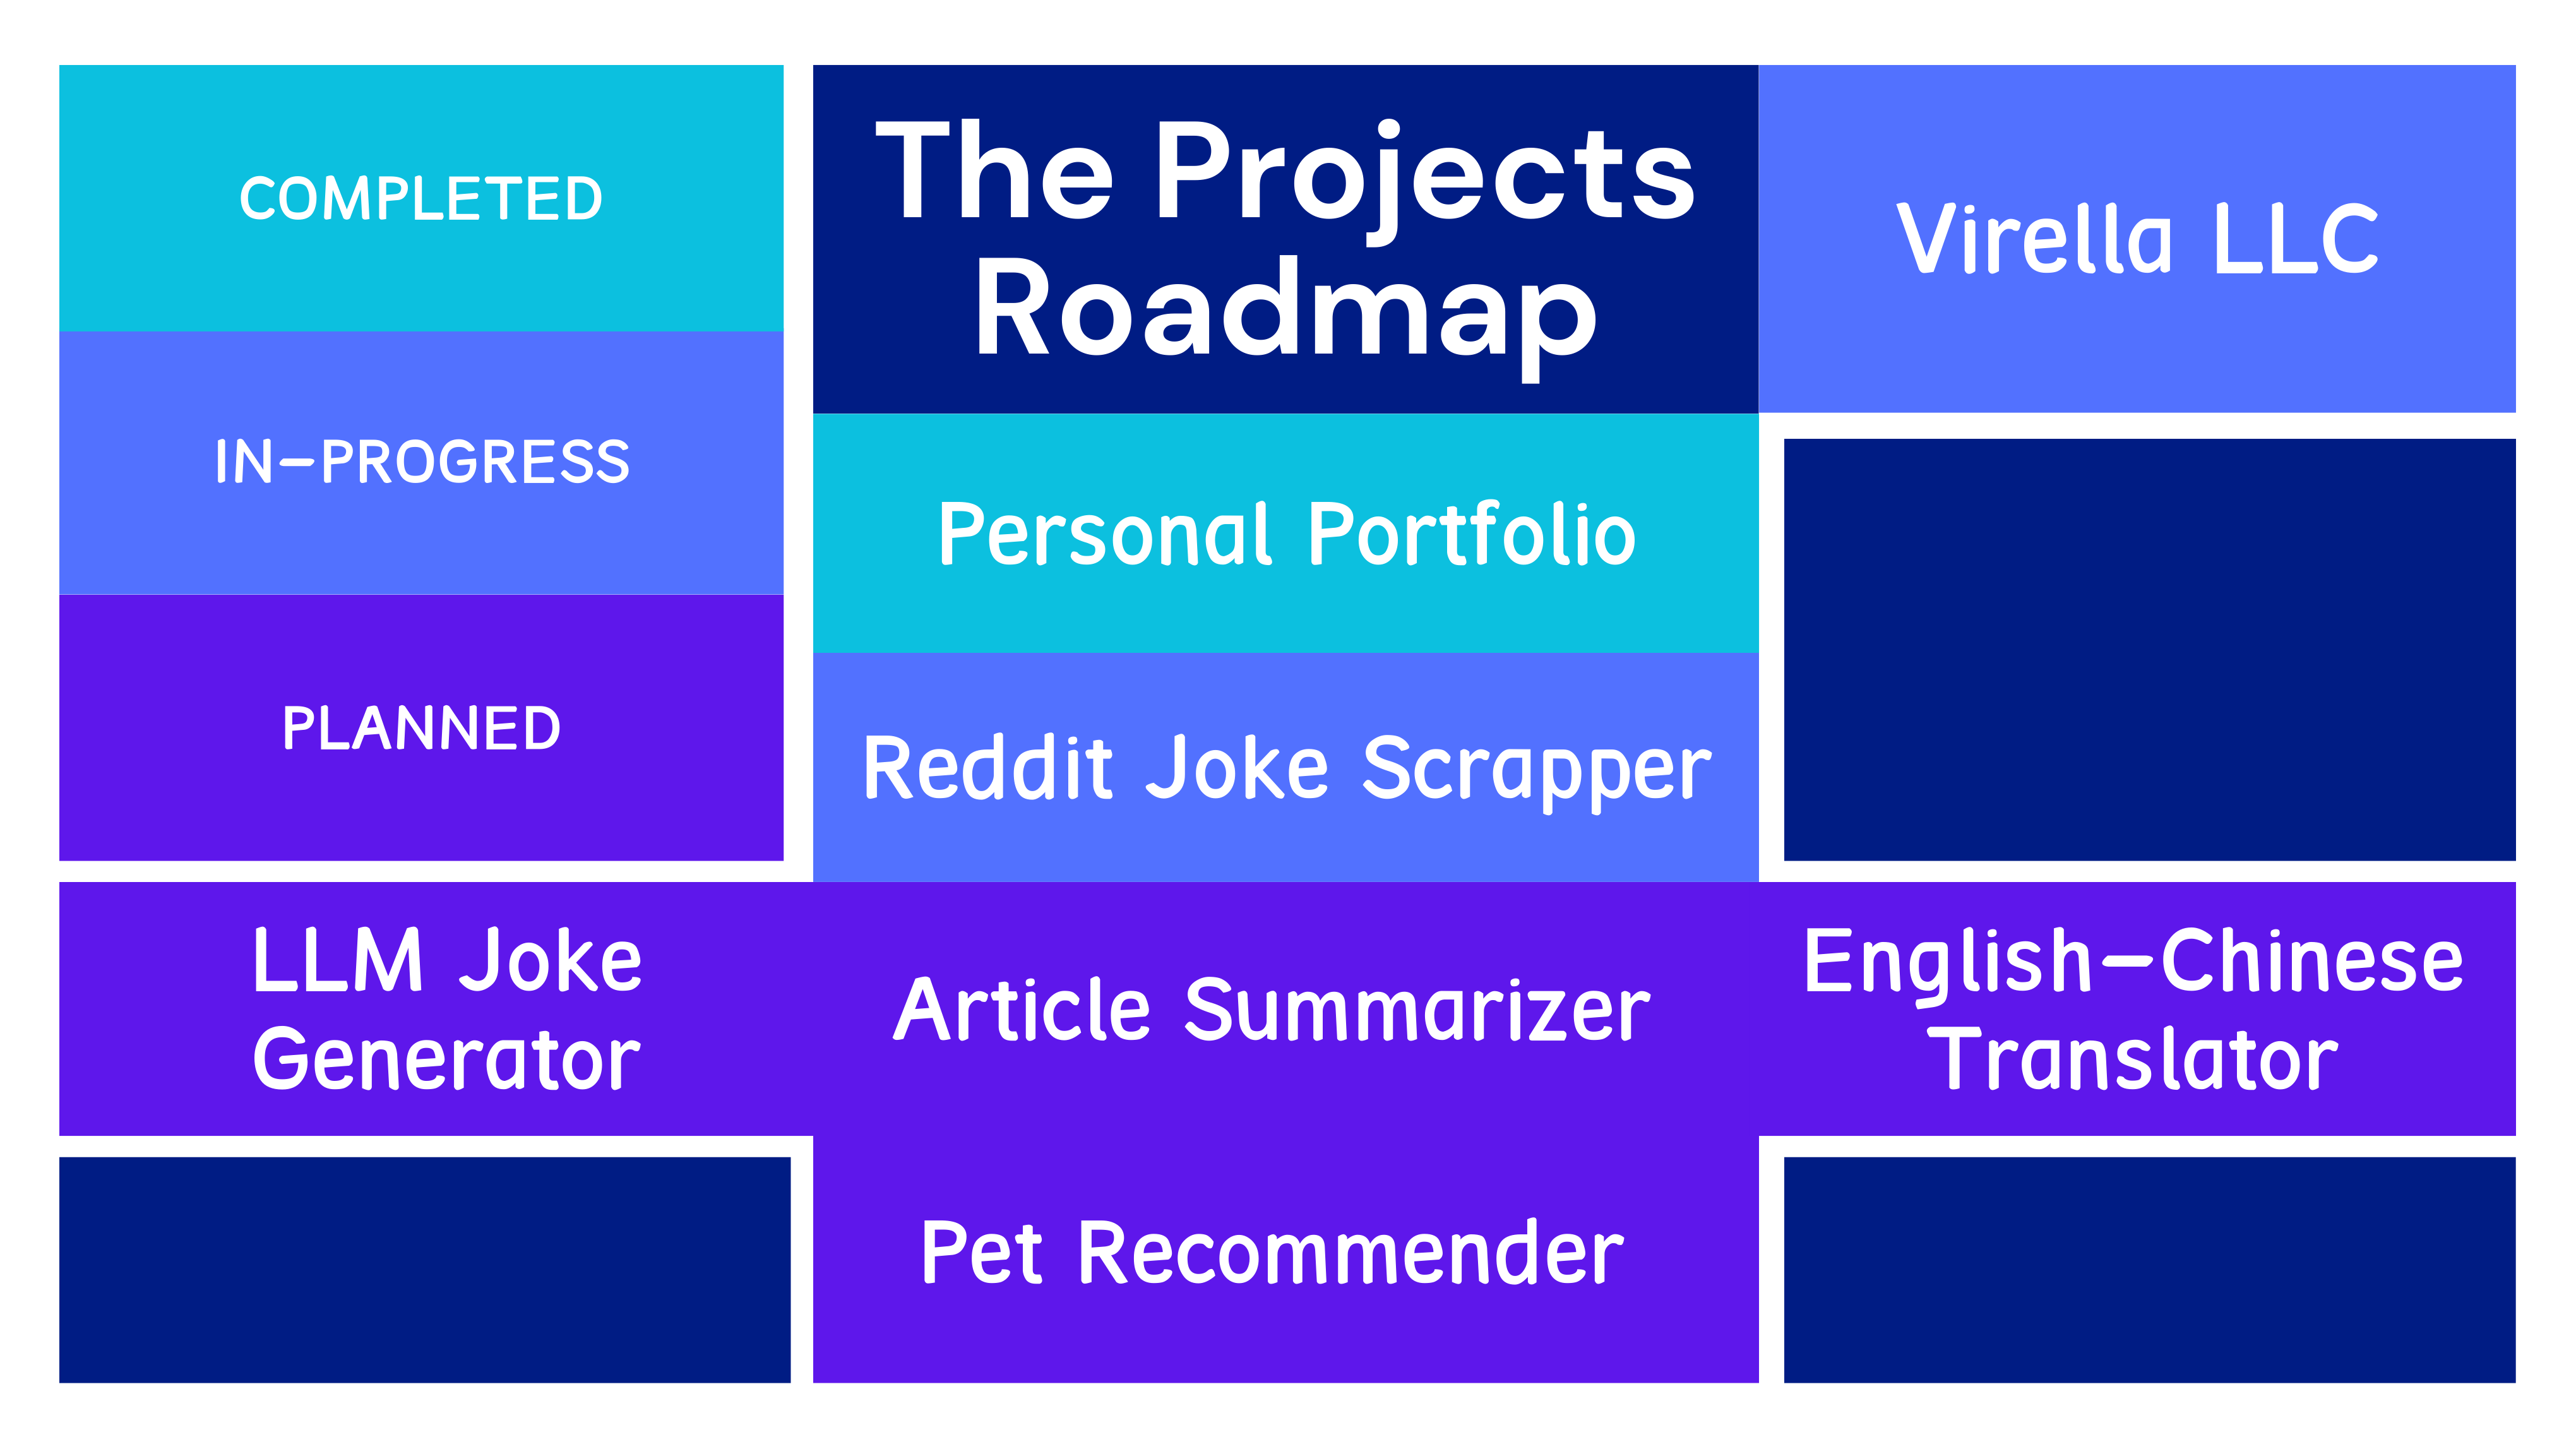 COMPLETED
IN-PROGRESS
PLANNED
The Projects
Roadmap
Virella LLC
Personal Portfolio
Reddit Joke Scrapper
LLM Joke
Generator
Article Summarizer
English-Chinese
Translator
Pet Recommender